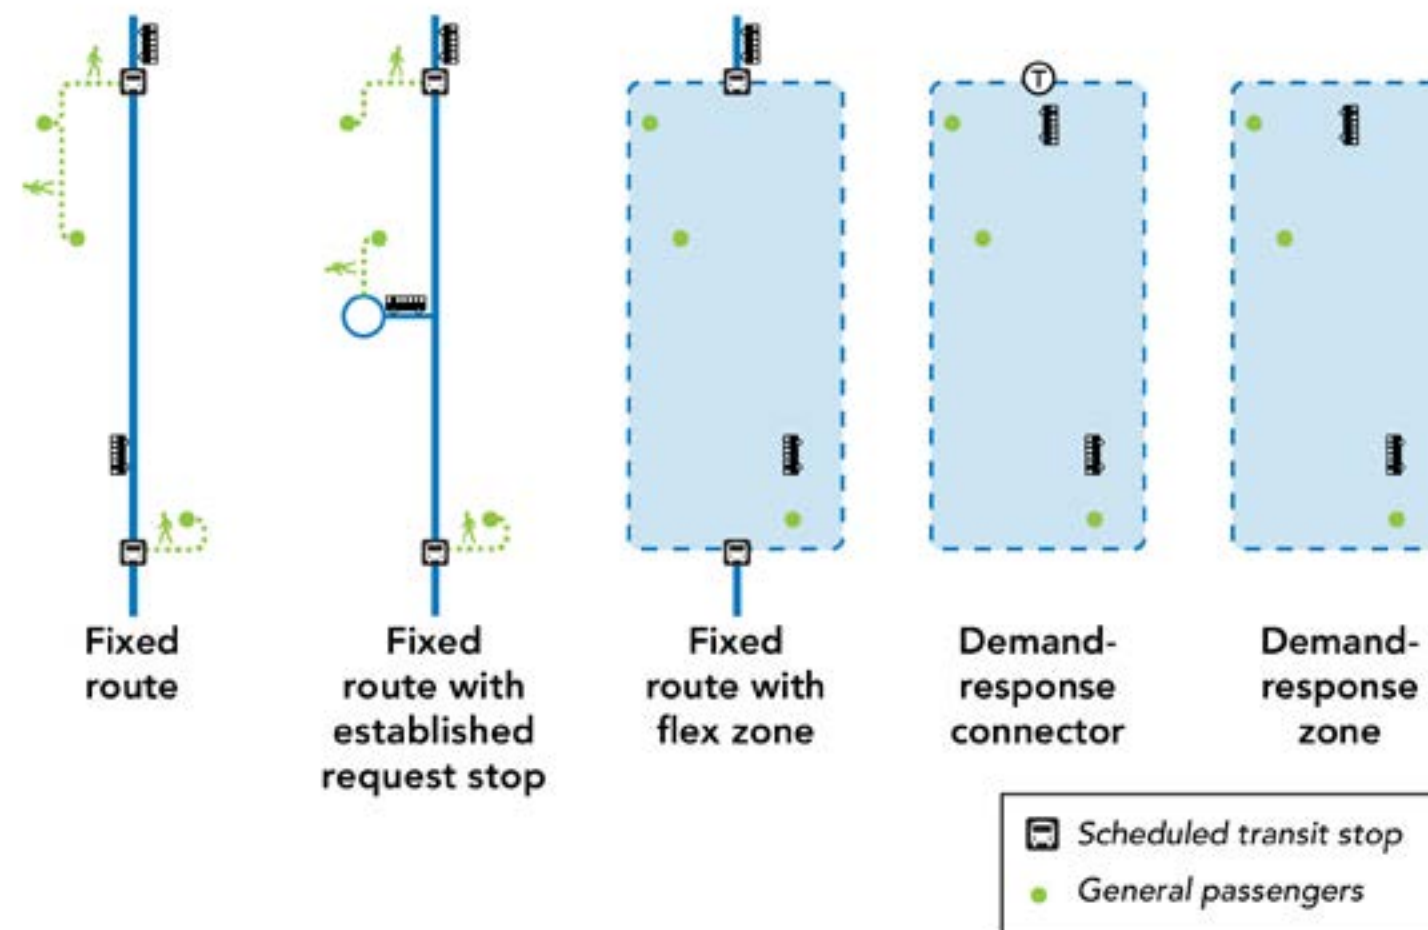 T
Fixed
route
Fixed
route with
established
request stop
Fixed
route with
flex zone
Demand-
response
connector
Demand-
response
zone
Scheduled transit stop
General passengers